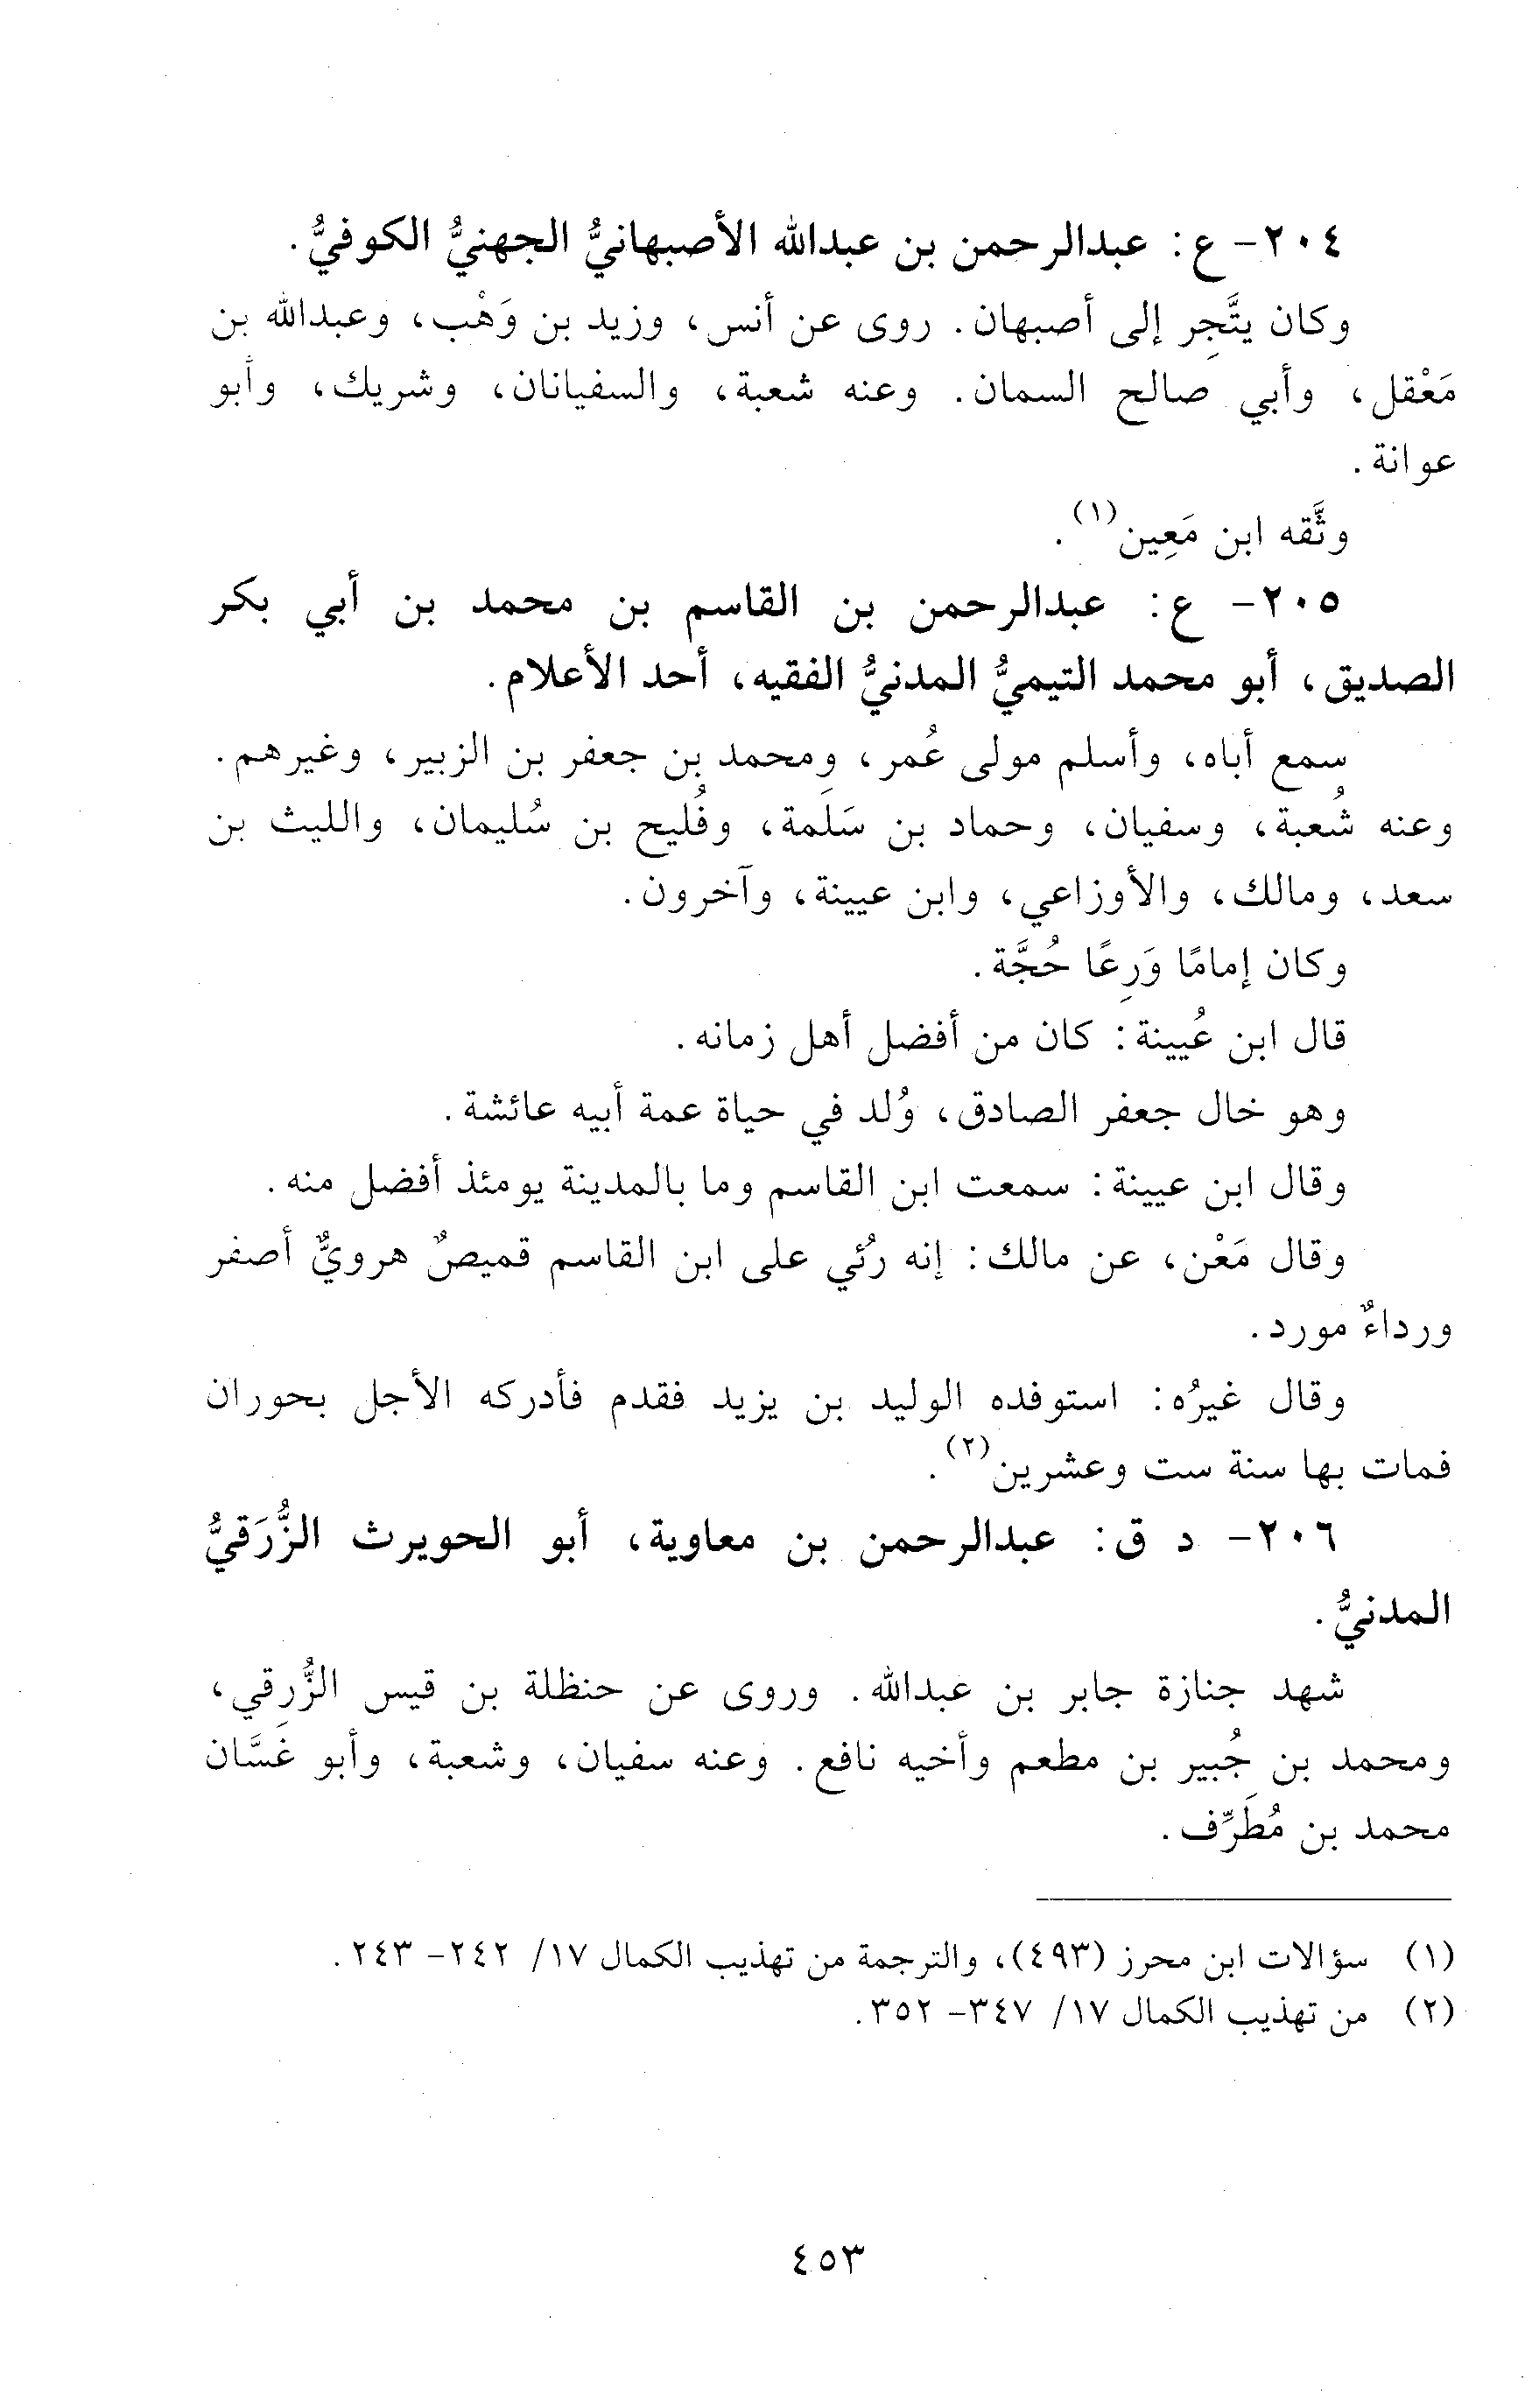 ٢٠٤- ع: عبدالرحمن بن عبدالله الأصبهانيُّ الجهنيُّ الكوفيُّ.
وكان يتَّجِر إلى أصبهان. روى عن أنس، وزيد بن وَهْب، وعبدالله بن
مَعْقل، وأبي صالح السمان. وعنه شعبة، والسفيانان، وشريك، وأبو
عوانة.
وثَّقه ابن مَعِين(١).
٢٠٥- ع: عبدالرحمن بن القاسم بن محمد بن أبي بكر
الصديق، أبو محمد التيميُّ المدنيُّ الفقيه، أحد الأعلام.
سمع أباه، وأسلم مولى عُمر، ومحمد بن جعفر بن الزبير، وغيرهم.
وعنه شُعبة، وسفيان، وحماد بن سَلَمة، وفُليح بن سُليمان، والليث بن
سعد، ومالك، والأوزاعي، وابن عيينة، وآخرون.
وكان إمامًا وَرِعًا حُجَّة.
قال ابن عُيينة: كان من أفضل أهل زمانه.
وهو خال جعفر الصادق، وُلد في حياة عمة أبيه عائشة.
وقال ابن عيينة: سمعت ابن القاسم وما بالمدينة يومئذ أفضل منه.
وقال مَعْن، عن مالك: إنه رُئي على ابن القاسم قميصٌ هرويٌّ أصفر
ورداءٌ مورد.
وقال غيرُه: استوفده الوليد بن يزيد فقدم فأدركه الأجل بحوران
فمات بها سنة ست وعشرين(٢).
٢٠٦- د ق: عبدالرحمن بن معاوية، أبو الحويرث الزُّرَقيُّ
المدنيُّ.
شهد جنازة جابر بن عبدالله. وروى عن حنظلة بن قيس الزُّرَقي،
ومحمد بن جُبير بن مطعم وأخيه نافع. وعنه سفيان، وشعبة، وأبو غَسَّان
محمد بن مُطَرِّف.
(١) سؤالات ابن محرز (٤٩٣)، والترجمة من تهذيب الكمال ١٧/ ٢٤٢- ٢٤٣.
(٢) من تهذيب الكمال ١٧/ ٣٤٧- ٣٥٢.
٤٥٣